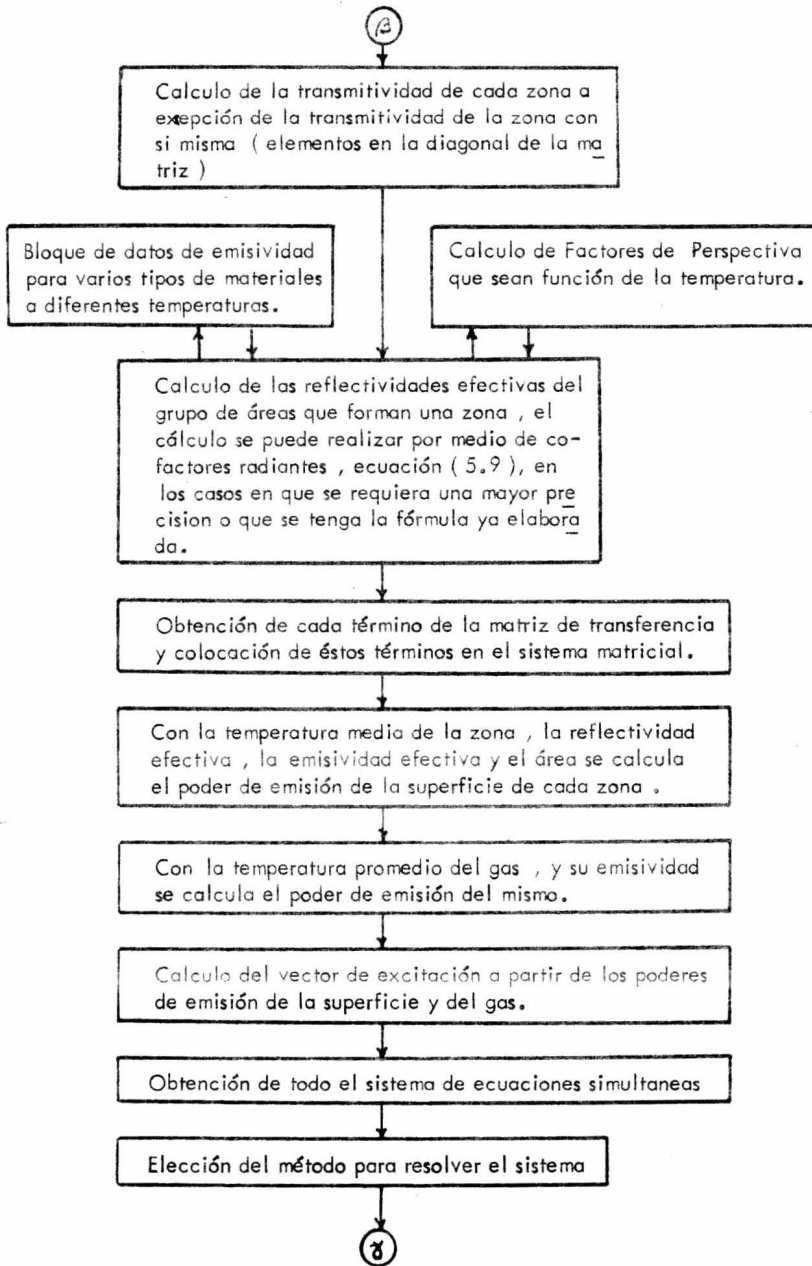 β
Calculo de la transmitividad de cada zona a
exepción de la transmitividad de la zona con
si misma ( elementos en la diagonal de la ma
triz )
Bloque de datos de emisividad
para varios tipos de materiales
a diferentes temperaturas.
Calculo de Factores de Perspectiva
que sean función de la temperatura.
Calculo de las reflectividades efectivas del
grupo de áreas que forman una zona , el
cálculo se puede realizar por medio de co-
factores radiantes , ecuación ( 5.9 ), en
los casos en que se requiera una mayor pre
cision o que se tenga la fórmula ya elabora
da.
Obtención de cada término de la matriz de transferencia
y colocación de éstos términos en el sistema matricial.
Con la temperatura media de la zona , la reflectividad
efectiva , la emisividad efectiva y el área se calcula
el poder de emisión de la superficie de cada zona .
Con la temperatura promedio del gas , y su emisividad
se calcula el poder de emisión del mismo.
Calculo del vector de excitación a partir de los poderes
de emisión de la superficie y del gas.
Obtención de todo el sistema de ecuaciones simultaneas
Elección del método para resolver el sistema
γ